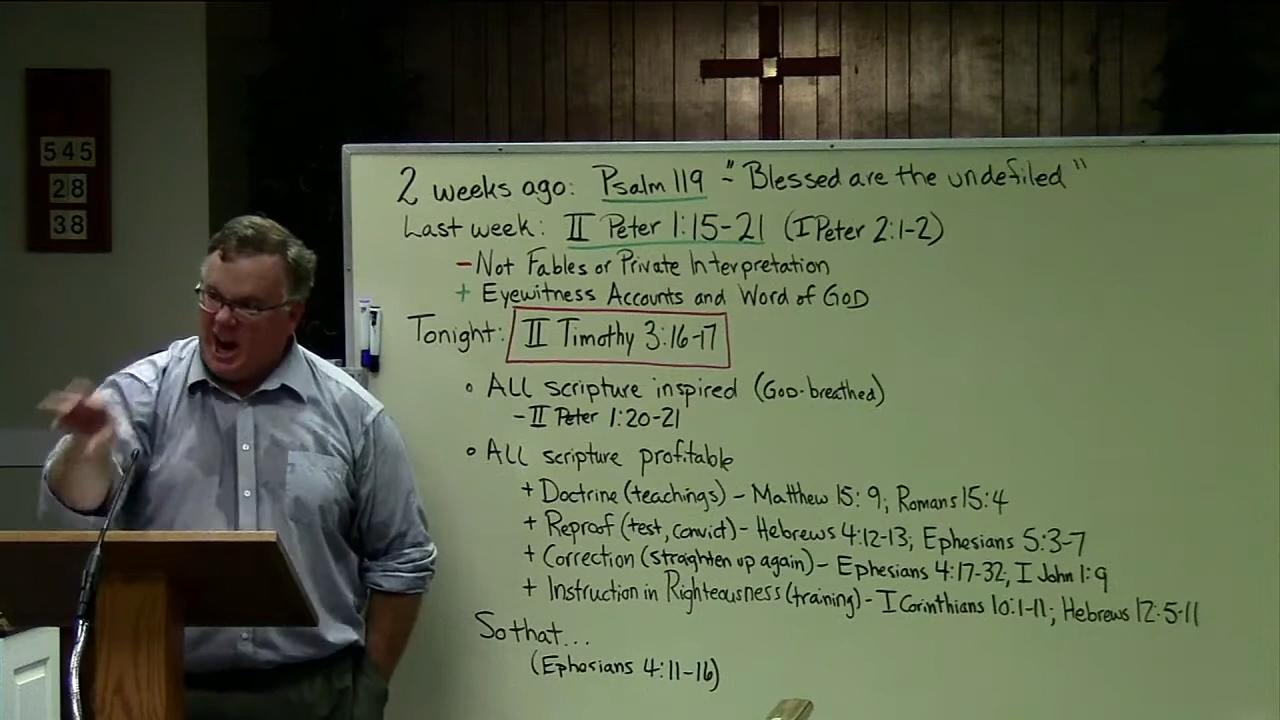 545
28
38
2 weeks ago: Psalm 119 - "Blessed are the undefiled"
Last week: II Peter 1:15-21 (I Peter 2:1-2)
- Not Fables or Private Interpretation
+ Eyewitness Accounts and Word of GOD
Tonight: II Timothy 3:16-17
• ALL scripture inspired (GOD-breathed)
- II Peter 1:20-21
• ALL scripture profitable
+ Doctrine (teachings) - Matthew 15:9; Romans 15:4
+ Reproof (test, convict) - Hebrews 4:12-13; Ephesians 5:3-7
+ Correction (straighten up again) - Ephesians 4:17-32, I John 1:9
+ Instruction in Righteousness (training) - I Corinthians 10:1-11; Hebrews 12:5-11
So that...
(Ephesians 4:11-16)